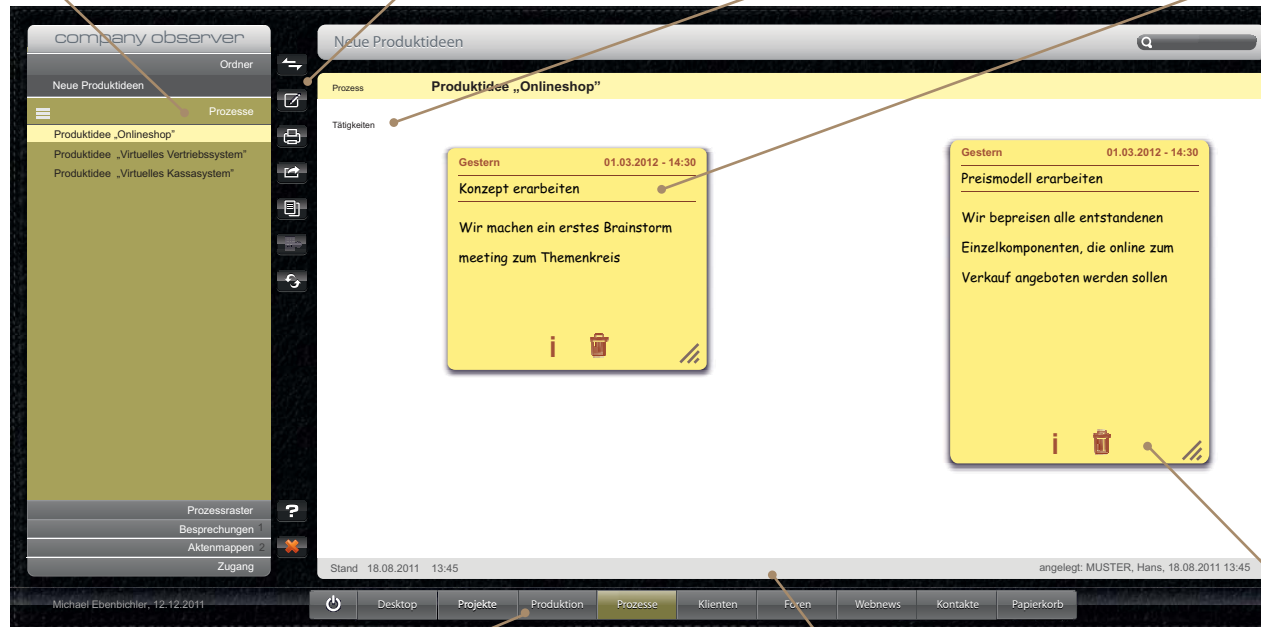 company observer
Ordner
Neue Produktideen
Prozesse
Produktidee „Onlineshop”
Produktidee „Virtuelles Vertriebssystem”
Produktidee „Virtuelles Kassasystem”
Prozessraster
Besprechungen 1
Aktenmappen 2
Zugang
?
Neue Produktideen
Prozess Produktidee „Onlineshop”
Tätigkeiten
Gestern 01.03.2012 - 14:30
Konzept erarbeiten
Wir machen ein erstes Brainstorm
meeting zum Themenkreis
i
Gestern 01.03.2012 - 14:30
Preismodell erarbeiten
Wir bepreisen alle entstandenen
Einzelkomponenten, die online zum
Verkauf angeboten werden sollen
i
Stand 18.08.2011 13:45 angelegt: MUSTER, Hans, 18.08.2011 13:45
Michael Ebenbichler, 12.12.2011
Desktop Projekte Produktion Prozesse Klienten Foren Webnews Kontakte Papierkorb